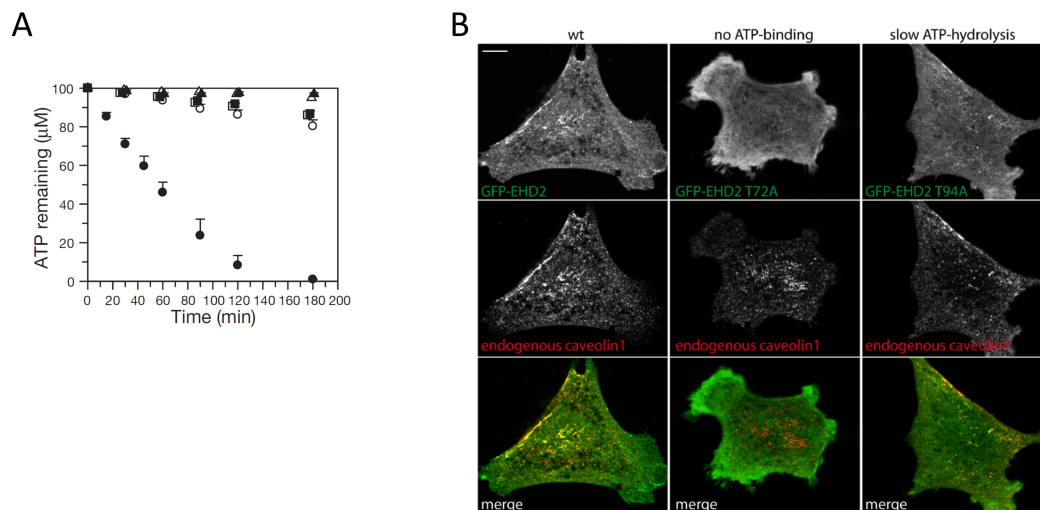 A
ATP remaining (µM)
100
80
60
40
20
0
0 20 40 60 80 100 120 140 160 180 200
Time (min)
B
wt no ATP-binding slow ATP-hydrolysis
GFP-EHD2 GFP-EHD2 T72A GFP-EHD2 T94A
endogenous caveolin1 endogenous caveolin1 endogenous caveolin1
merge merge merge